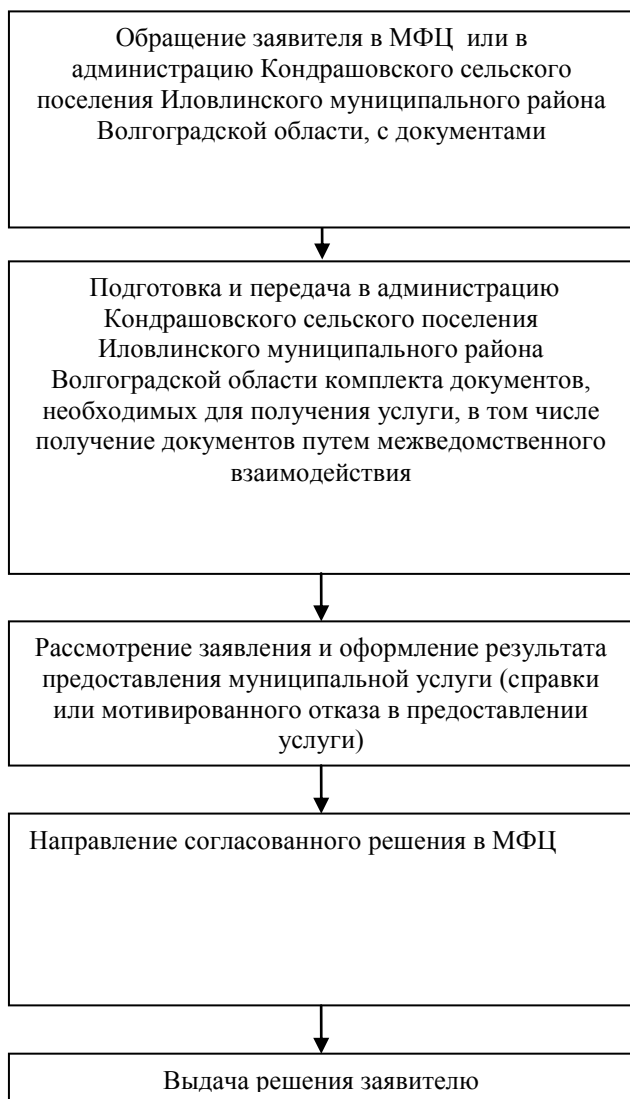 Обращение заявителя в МФЦ или в
администрацию Кондрашовского сельского
поселения Иловлинского муниципального района
Волгоградской области, с документами
Подготовка и передача в администрацию
Кондрашовского сельского поселения
Иловлинского муниципального района
Волгоградской области комплекта документов,
необходимых для получения услуги, в том числе
получение документов путем межведомственного
взаимодействия
Рассмотрение заявления и оформление результата
предоставления муниципальной услуги (справки
или мотивированного отказа в предоставлении
услуги)
Направление согласованного решения в МФЦ
Выдача решения заявителю